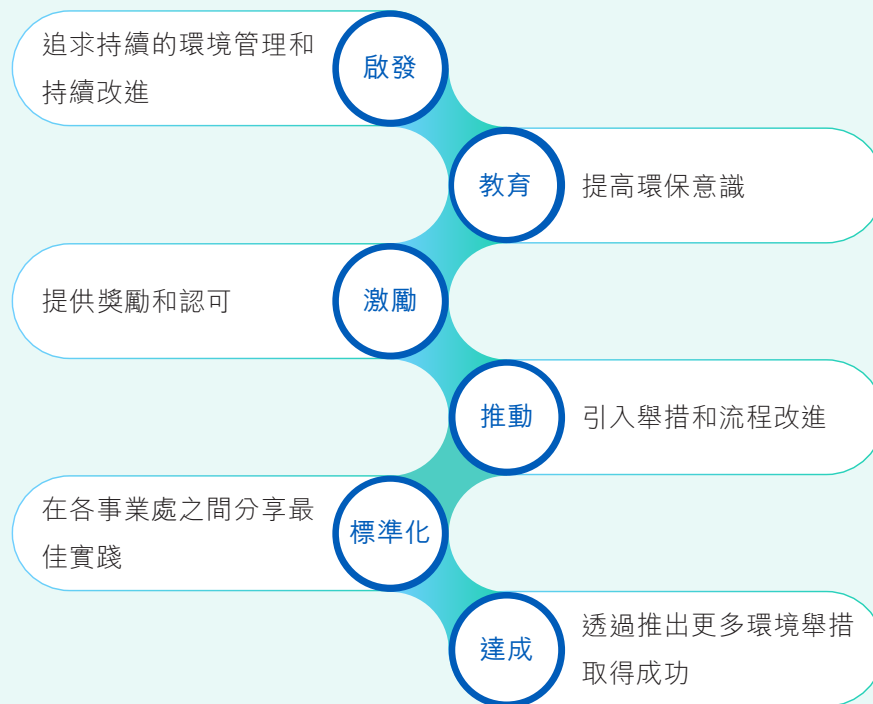 追求持續的環境管理和
持續改進
啟發
教育
提高環保意識
提供獎勵和認可
激勵
推動
引入舉措和流程改進
在各事業處之間分享最
佳實踐
標準化
達成
透過推出更多環境舉措
取得成功